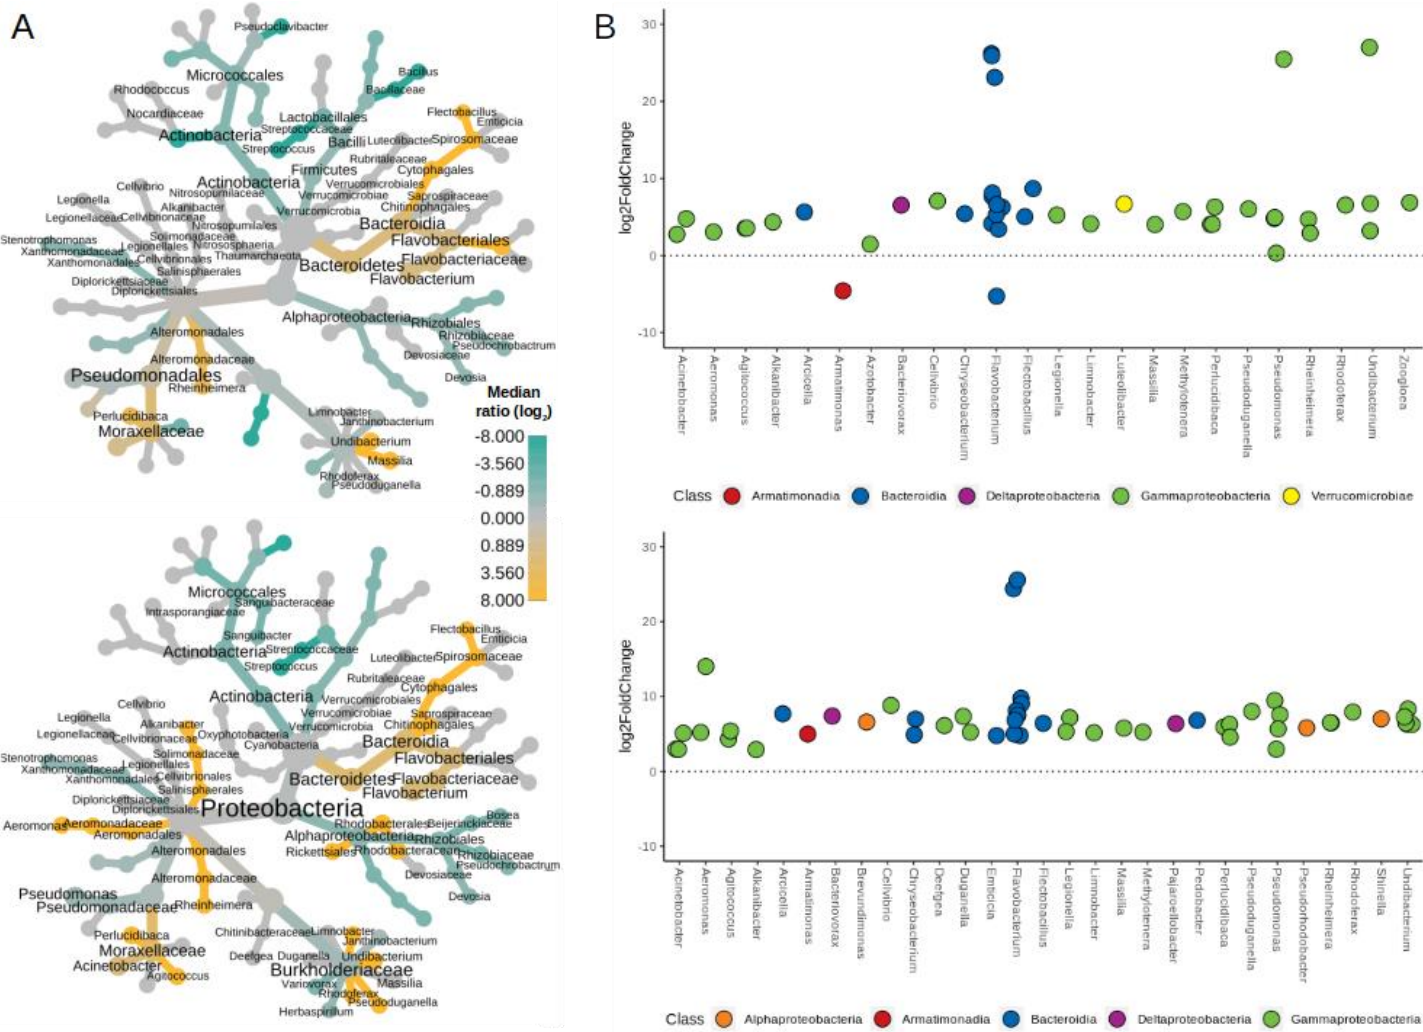 A
Pseudoclavibacter
Micrococcales
Bacillus
Rhodococcus
Bacillaceae
Nocardiaceae
Lactobacillales
Flectobacillus
Emticicia
Actinobacteria
Streptococcaceae
Streptococcus
Bacilli
Luteolibacter
Spirosomaceae
Rubritaleaceae
Firmicutes
Cytophagales
Actinobacteria
Verrucomicrobiales
Cellvibrio
Nitrosopumilaceae
Verrucomicrobiae
Saprospiraceae
Legionella
Alkanibacter
Verrucomicrobia
Chitinophagales
Legionellaceae
Cellvibrionaceae
Nitrosopumilales
Bacteroidia
Stenotrophomonas
Solimonadaceae
Flavobacteriales
Xanthomonadaceae
Legionellales
Nitrososphaeria
Xanthomonadales
Cellvibrionales
Thaumarchaeota
Flavobacteriaceae
Salinisphaerales
Bacteroidetes
Diplorickettsiaceae
Flavobacterium
Diplorickettsiales
Alphaproteobacteria
Rhizobiales
Alteromonadales
Rhizobiaceae
Pseudochrobactrum
Alteromonadaceae
Devosiaceae
Pseudomonadales
Rheinheimera
Devosia
Perlucidibaca
Moraxellaceae
Limnobacter
Janthinobacterium
Undibacterium
Massilia
Rhodoferax
Pseudoduganella
Median
ratio (log2)
-8.000
-3.560
-0.889
0.000
0.889
3.560
8.000
Micrococcales
Sanguibacteraceae
Intrasporangiaceae
Sanguibacter
Flectobacillus
Emticicia
Actinobacteria
Streptococcaceae
Streptococcus
Luteolibacter
Spirosomaceae
Rubritaleaceae
Cytophagales
Actinobacteria
Verrucomicrobiales
Cellvibrio
Verrucomicrobiae
Saprospiraceae
Legionella
Alkanibacter
Verrucomicrobia
Chitinophagales
Legionellaceae
Cellvibrionaceae
Oxyphotobacteria
Cyanobacteria
Bacteroidia
Stenotrophomonas
Solimonadaceae
Flavobacteriales
Xanthomonadaceae
Legionellales
Xanthomonadales
Cellvibrionales
Bacteroidetes
Flavobacteriaceae
Salinisphaerales
Flavobacterium
Diplorickettsiaceae
Diplorickettsiales
Proteobacteria
Bosea
Aeromonas
Aeromonadaceae
Rhodobacterales
Beijerinckiaceae
Aeromonadales
Alphaproteobacteria
Rhizobiales
Alteromonadales
Rickettsiales
Rhodobacteraceae
Rhizobiaceae
Pseudochrobactrum
Alteromonadaceae
Devosiaceae
Pseudomonas
Devosia
Pseudomonadaceae
Rheinheimera
Perlucidibaca
Chitinibacteraceae
Limnobacter
Moraxellaceae
Janthinobacterium
Acinetobacter
Deefgea
Duganella
Undibacterium
Agitococcus
Burkholderiaceae
Variovorax
Massilia
Rhodoferax
Pseudoduganella
Herbaspirillum
B
log2FoldChange
30
20
10
0
-10
Acinetobacter
Aeromonas
Agitococcus
Alkanibacter
Arcicella
Armatimonas
Azotobacter
Bacteriovorax
Cellvibrio
Chryseobacterium
Flavobacterium
Flectobacillus
Legionella
Limnobacter
Luteolibacter
Massilia
Methylotenera
Perlucidibaca
Pseudoduganella
Pseudomonas
Rheinheimera
Rhodoferax
Undibacterium
Zoogloea
Class Armatimonadia Bacteroidia Deltaproteobacteria Gammaproteobacteria Verrucomicrobiae
log2FoldChange
30
20
10
0
-10
Acinetobacter
Aeromonas
Agitococcus
Alkanibacter
Arcicella
Armatimonas
Bacteriovorax
Brevundimonas
Cellvibrio
Chryseobacterium
Deefgea
Duganella
Emticicia
Flavobacterium
Flectobacillus
Legionella
Limnobacter
Massilia
Methylotenera
Pajaroellobacter
Pedobacter
Perlucidibaca
Pseudoduganella
Pseudomonas
Pseudorhodobacter
Rheinheimera
Rhodoferax
Shinella
Undibacterium
Class Alphaproteobacteria Armatimonadia Bacteroidia Deltaproteobacteria Gammaproteobacteria